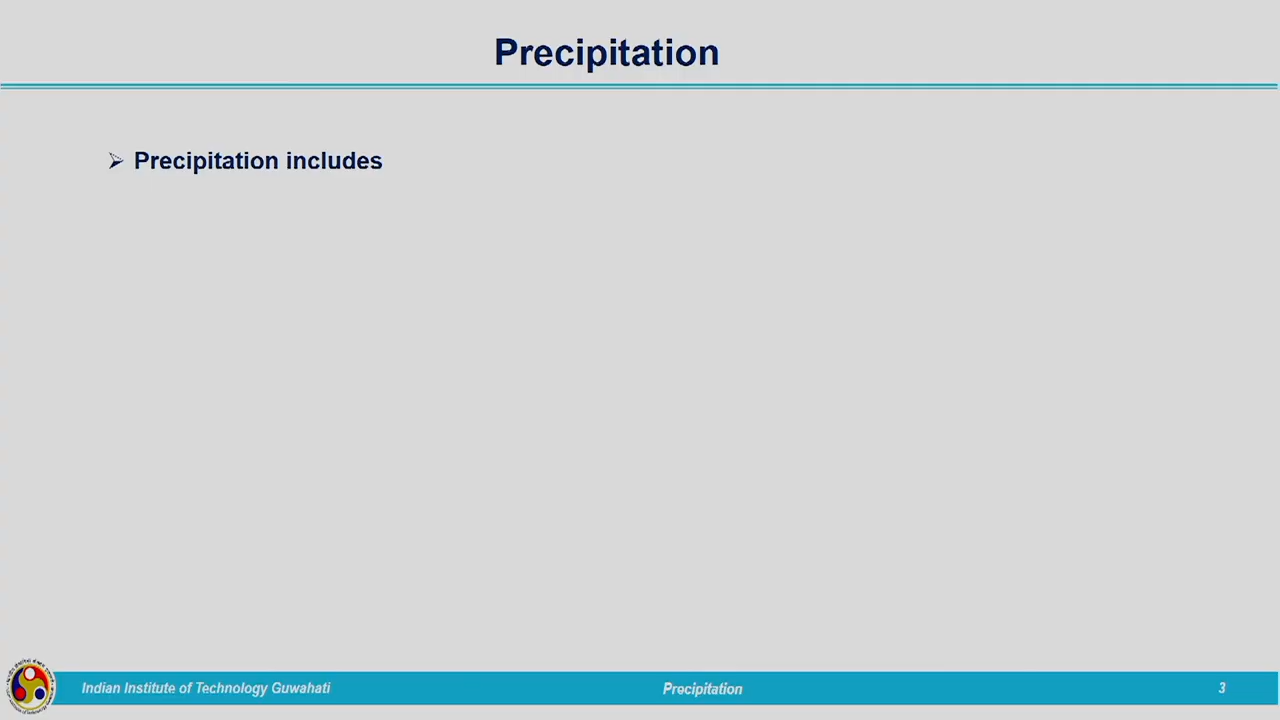 Precipitation
Precipitation includes
Indian Institute of Technology Guwahati
Precipitation
3